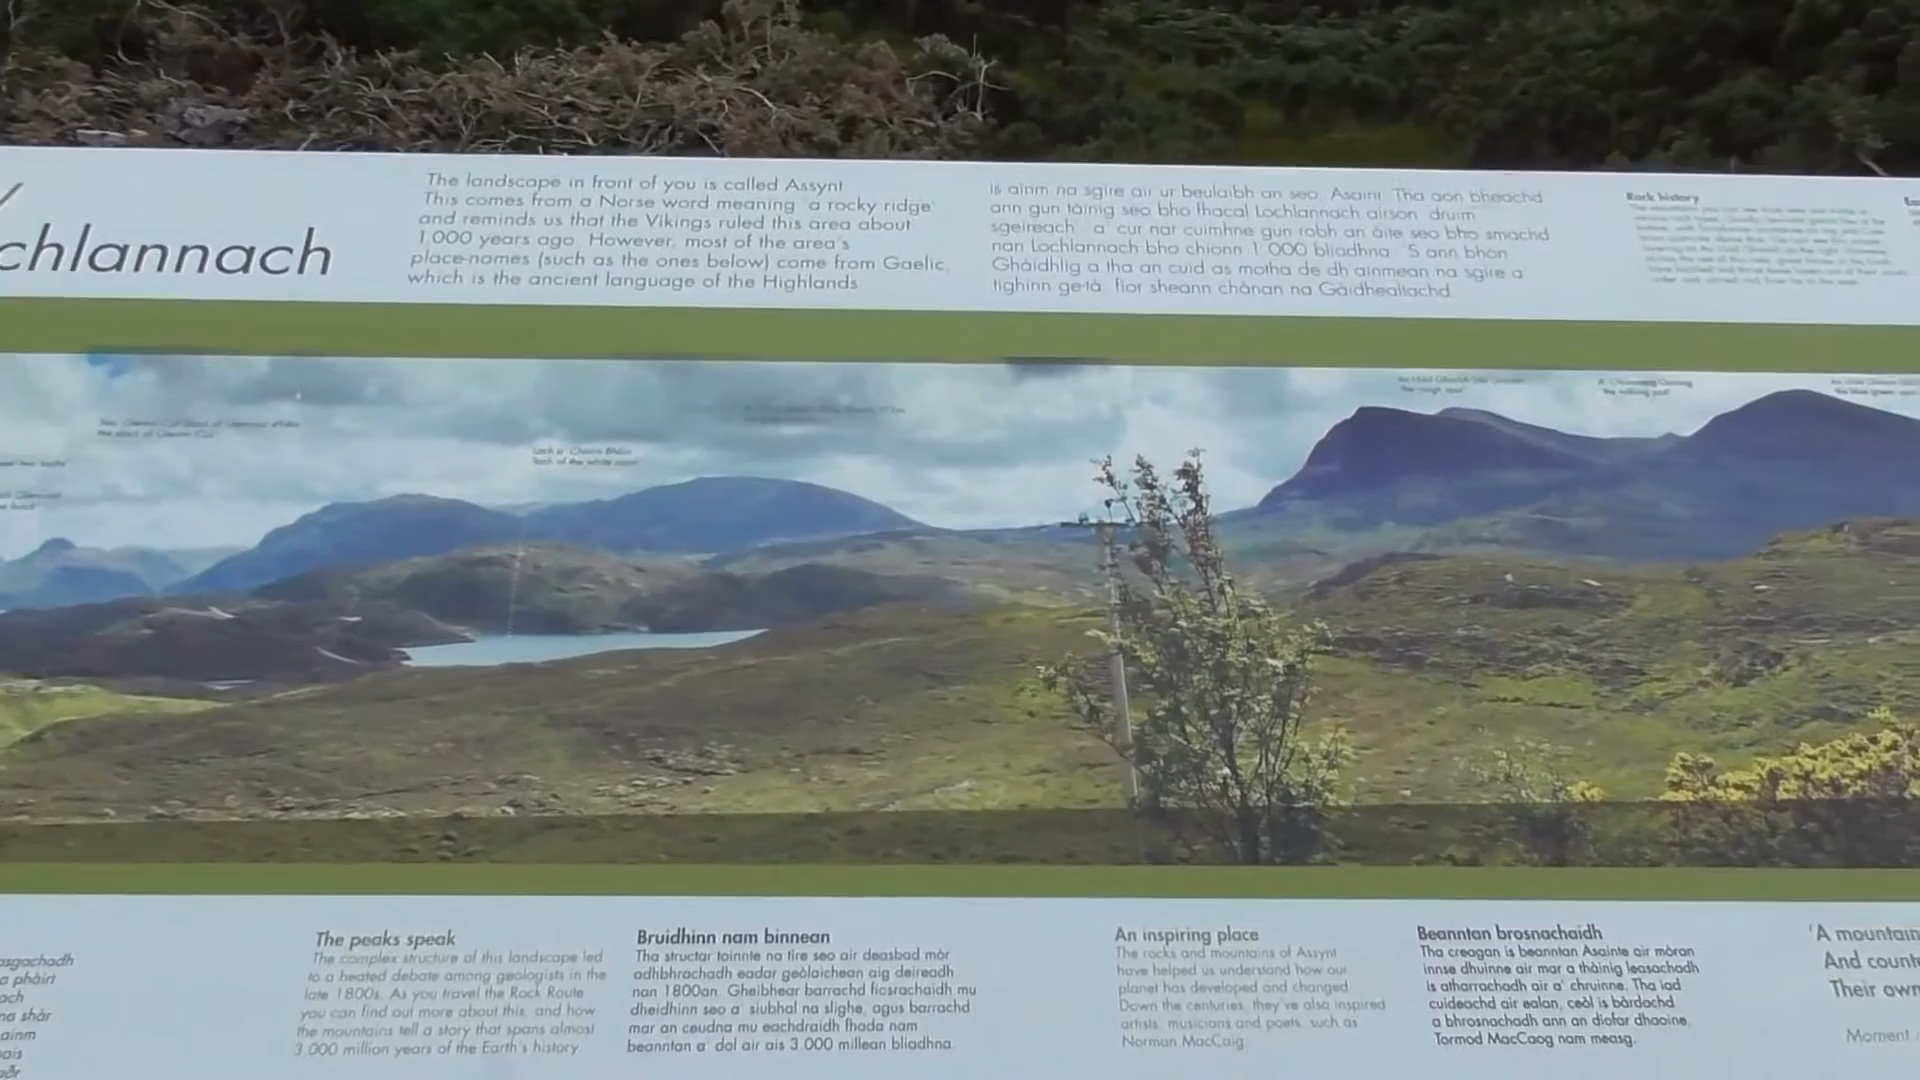 chlannach
The landscape in front of you is called Assynt
This comes from a Norse word meaning a rocky ridge
and reminds us that the Vikings ruled this area about
1,000 years ago. However, most of the area's
place-names (such as the ones below) come from Gaelic,
which is the ancient language of the Highlands
is ainm na sgìre air ur beulaibh an seo, Asaint. Tha aon bheachd
ann gun tàinig seo bho fhacal Lochlannach airson druim
sgeireach a' cur nar cuimhne gun robh an àite seo bho smachd
nan Lochlannach bho chionn 1 000 bliadhna 'S ann bhon
Ghàidhlig a tha an cuid as motha de dh'ainmean na sgìre a
tighinn ge-tà, fìor sheann chànan na Gàidhealtachd
Rock history
Loch a' Choire
loch of the white
The peaks speak
The complex structure of this landscape led
to a heated debate among geologists in the
late 1800s. As you travel the Rock Route
you can find out more about this, and how
the mountains tell a story that spans almost
3,000 million years of the Earth's history.
Bruidhinn nam binnean
Tha structar toinnte na tìre seo air deasbad mòr
adhbhrachadh eadar geòlaichean aig deireadh
nan 1800an. Gheibhear barrachd fiosrachaidh mu
dheidhinn seo a' siubhal na slighe, agus barrachd
mar an ceudna mu eachdraidh fhada nam
beanntan a' dol air ais 3,000 millean bliadhna.
An inspiring place
The rocks and mountains of Assynt
have helped us understand how our
planet has developed and changed.
Down the centuries, they've also inspired
artists, musicians and poets, such as
Norman MacCaig.
Beanntan brosnachaidh
Tha creagan is beanntan Asainte air mòran
innse dhuinne air mar a thàinig leasachadh
is atharrachadh air a' chruinne. Tha iad
cuideachd air ealan, ceòl is bàrdachd
a bhrosnachadh ann an diofar dhaoine,
Tormod MacCaog nam measg.
'A mountain
And counte
Their own
Moment
asgachadh
a phàirt
ach
na shàr
ainm
ais